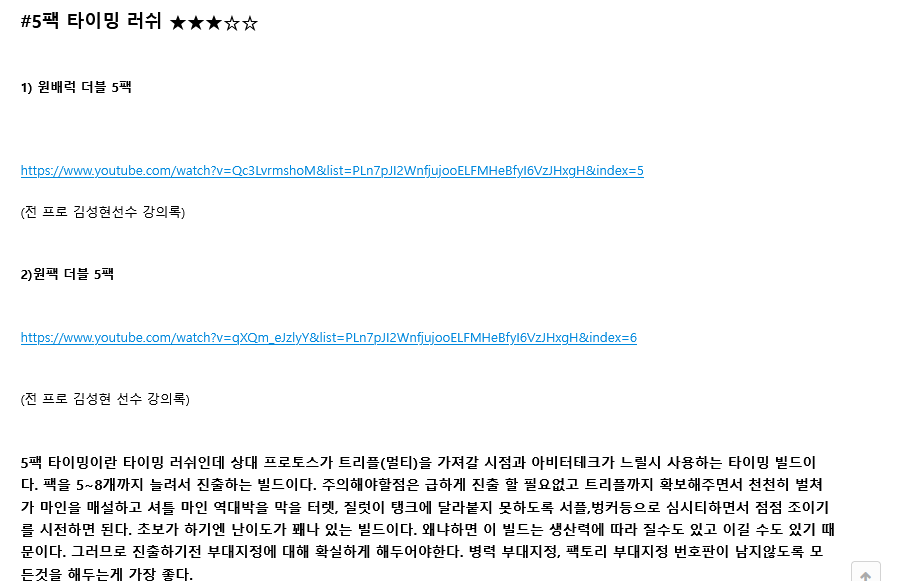 #5팩 타이밍 러쉬 ★★★☆☆
1) 원배럭 더블 5팩
https://www.youtube.com/watch?v=Qc3LvrmshoM&list=PLn7pJI2WnfjujooELFMHeBfyI6VzJHxgH&index=5
(전 프로 김성현선수 강의록)
2)원팩 더블 5팩
https://www.youtube.com/watch?v=qXQm_eJzlyY&list=PLn7pJI2WnfjujooELFMHeBfyI6VzJHxgH&index=6
(전 프로 김성현 선수 강의록)
5팩 타이밍이란 타이밍 러쉬인데 상대 프로토스가 트리플(멀티)을 가져갈 시점과 아비터테크가 느릴시 사용하는 타이밍 빌드이
다. 팩을 5~8개까지 늘려서 진출하는 빌드이다. 주의해야할점은 급하게 진출 할 필요없고 트리플까지 확보해주면서 천천히 벌쳐
가 마인을 매설하고 셔틀 마인 역대박을 막을 터렛, 질럿이 탱크에 달라붙지 못하도록 서플,벙커등으로 심시티하면서 점점 조이기
를 시전하면 된다. 초보가 하기엔 난이도가 꽤나 있는 빌드이다. 왜냐하면 이 빌드는 생산력에 따라 질수도 있고 이길 수도 있기 때
문이다. 그러므로 진출하기전 부대지정에 대해 확실하게 해두어야한다. 병력 부대지정, 팩토리 부대지정 번호판이 남지않도록 모
든것을 해두는게 가장 좋다.